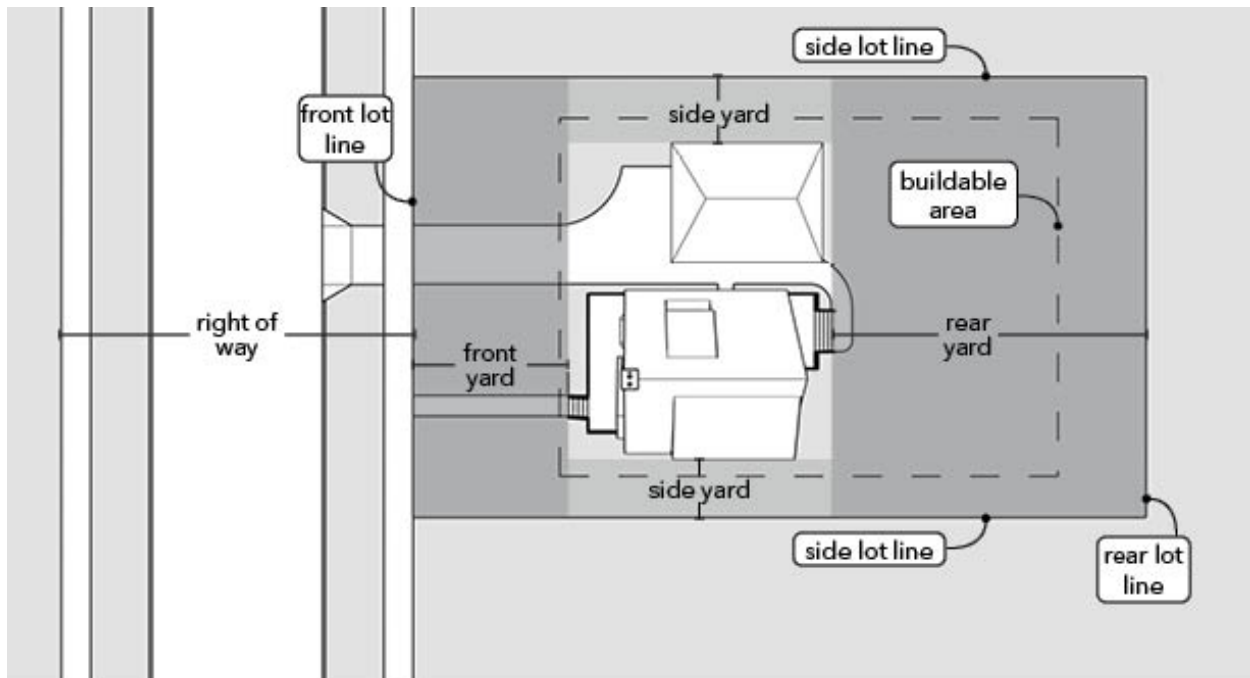 side lot line
front lot
line
side yard
buildable
area
right of
way
front
yard
rear
yard
side yard
side lot line
rear lot
line